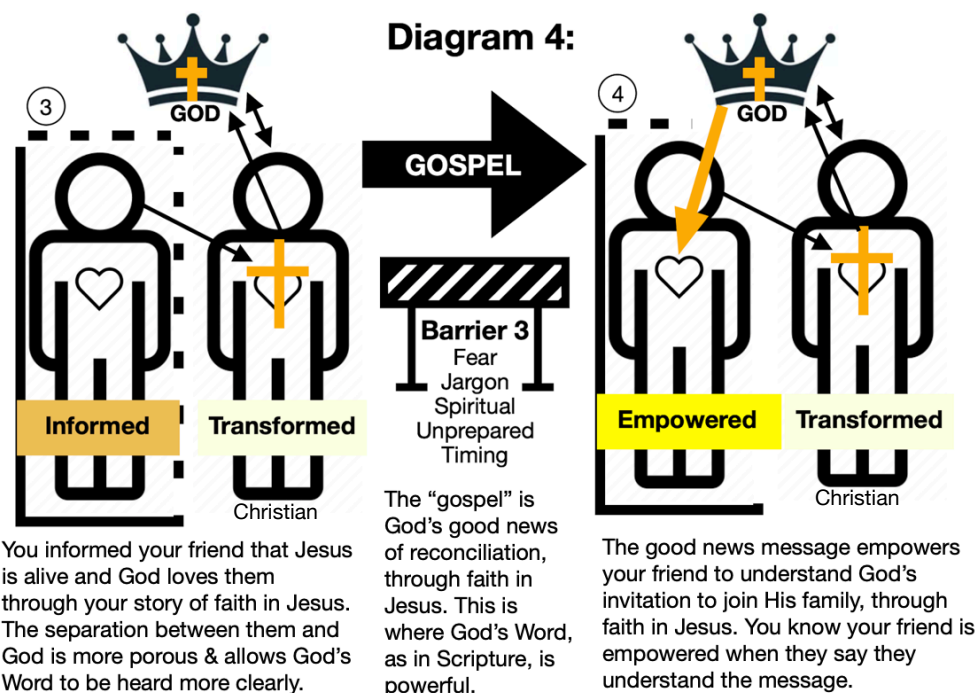 Diagram 4:
3
GOD
GOSPEL
4
GOD
Informed
Transformed
Christian
Barrier 3
Fear
Jargon
Spiritual
Unprepared
Timing
Empowered
Transformed
Christian
You informed your friend that Jesus
is alive and God loves them
through your story of faith in Jesus.
The separation between them and
God is more porous & allows God’s
Word to be heard more clearly.
The “gospel” is
God’s good news
of reconciliation,
through faith in
Jesus. This is
where God’s Word,
as in Scripture, is
powerful.
The good news message empowers
your friend to understand God’s
invitation to join His family, through
faith in Jesus. You know your friend is
empowered when they say they
understand the message.